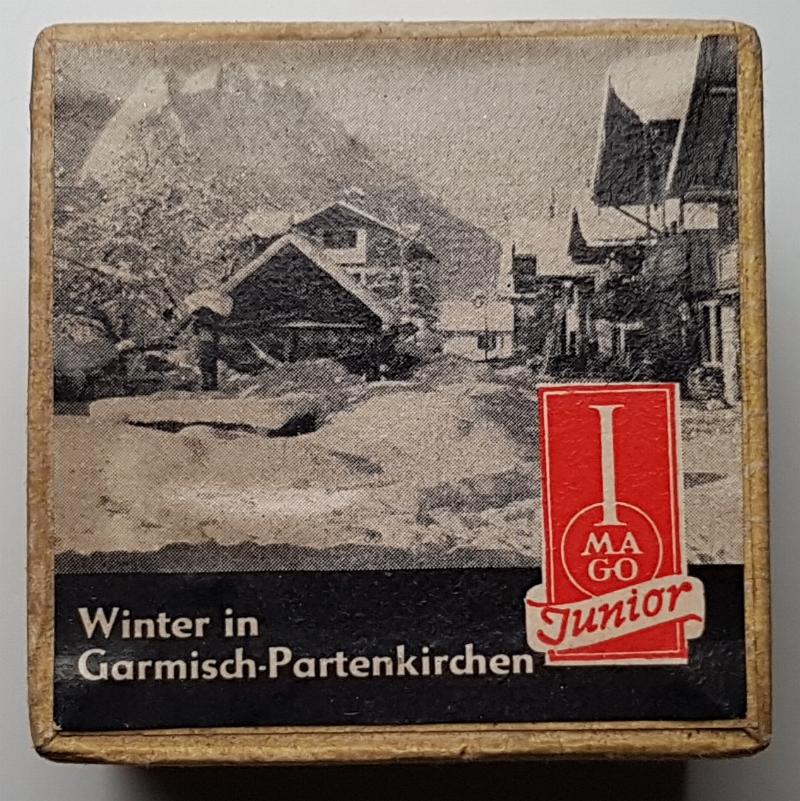 I
MA
GO
Junior
Winter in
Garmisch-Partenkirchen